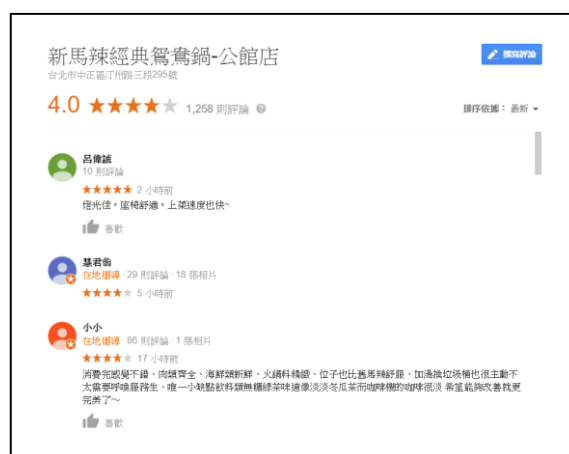 新馬辣經典鴛鴦鍋-公館店
台北市中正區汀州路三段295號
撰寫評論
4.0 1,258 則評論
排序依據： 最新
呂偉誠
10 則評論
2 小時前
燈光佳。座椅舒適。上菜速度也快~
喜歡
慧君翁
在地嚮導 · 29 則評論 · 18 張相片
5 小時前
小小
在地嚮導 · 86 則評論 · 1 張相片
17 小時前
消費完感覺不錯、肉類齊全、海鮮類新鮮、火鍋料精緻、位子也比舊馬辣舒服、加湯換垃圾桶也很主動不
太需要呼喚服務生、唯一小缺點飲料類無糖綠茶味道像淡淡冬瓜茶而咖啡機的咖啡很淡 希望能夠改善就更
完美了～
喜歡